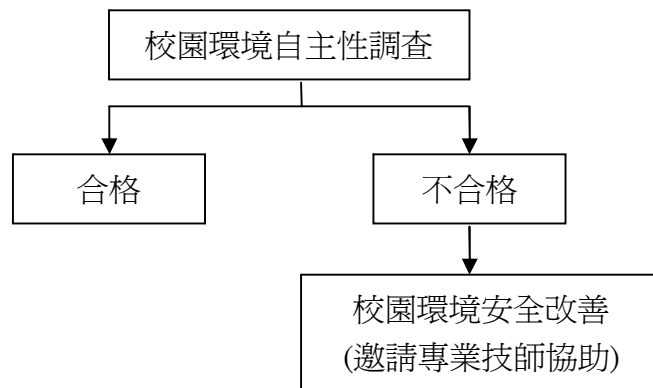 校園環境自主性調查
合格
不合格
校園環境安全改善
(邀請專業技師協助)